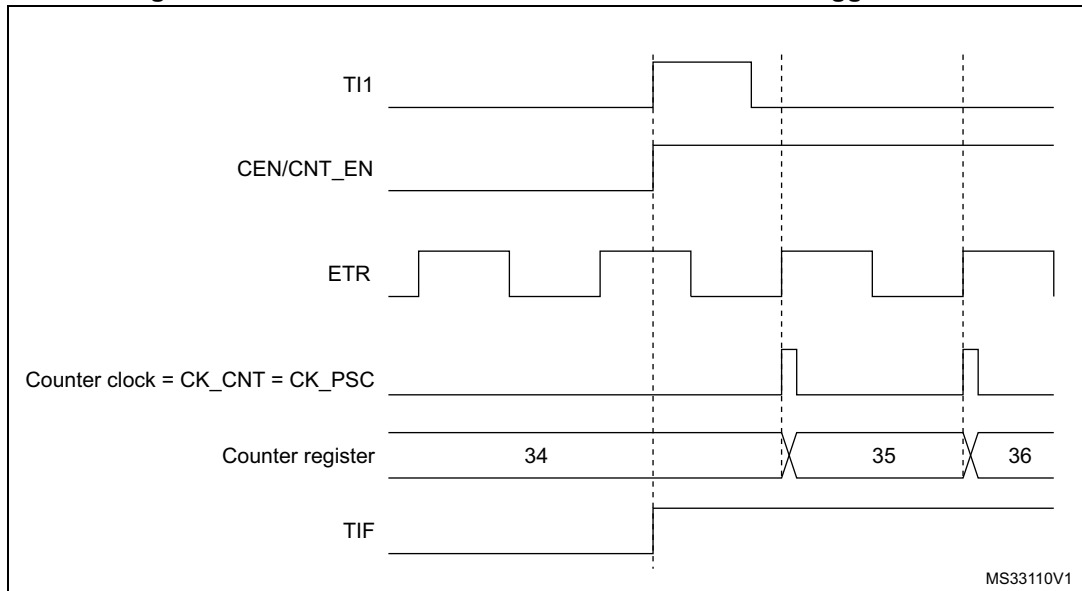 TI1
CEN/CNT_EN
ETR
Counter clock = CK_CNT = CK_PSC
Counter register 34 35 36
TIF
MS33110V1